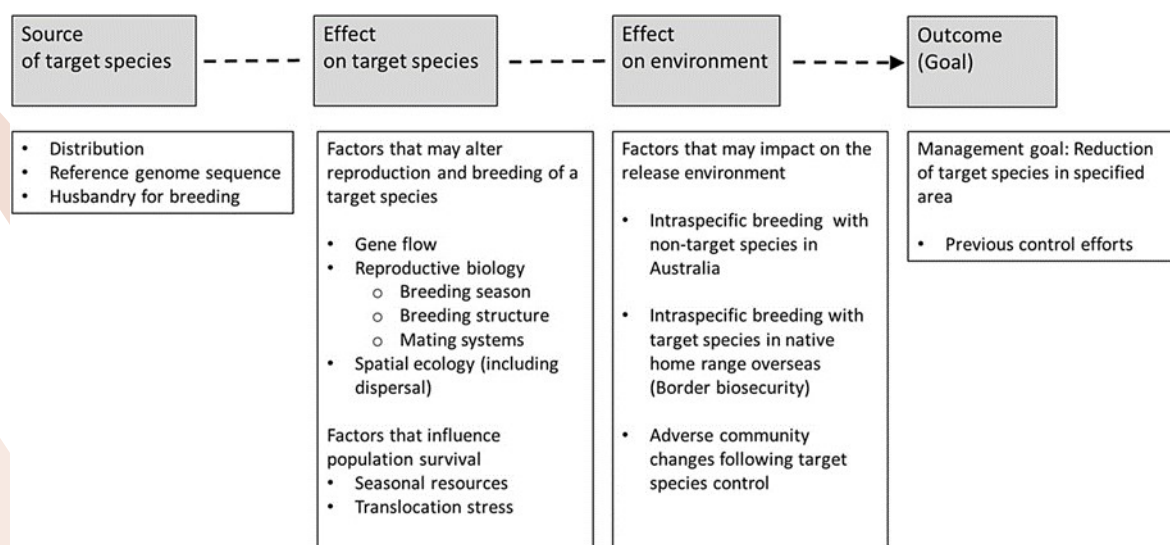 Source
of target species
Effect
on target species
Effect
on environment
Outcome
(Goal)
• Distribution
• Reference genome sequence
• Husbandry for breeding
Factors that may alter
reproduction and breeding of a
target species
• Gene flow
• Reproductive biology
o Breeding season
o Breeding structure
o Mating systems
• Spatial ecology (including
dispersal)
Factors that influence
population survival
• Seasonal resources
• Translocation stress
Factors that may impact on the
release environment
• Intraspecific breeding with
non-target species in
Australia
• Intraspecific breeding with
target species in native
home range overseas
(Border biosecurity)
• Adverse community
changes following target
species control
Management goal: Reduction
of target species in specified
area
• Previous control efforts